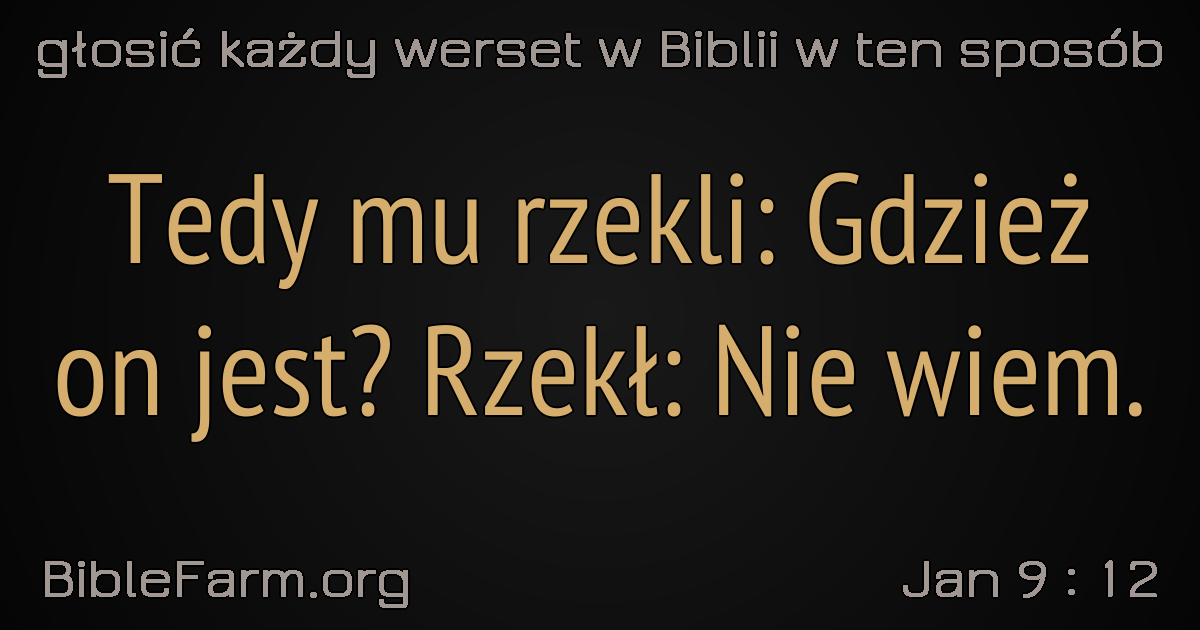 głosić każdy werset w Biblii w ten sposób
Tedy mu rzekli: Gdzież
on jest? Rzekł: Nie wiem.
BibleFarm.org
Jan 9 : 12